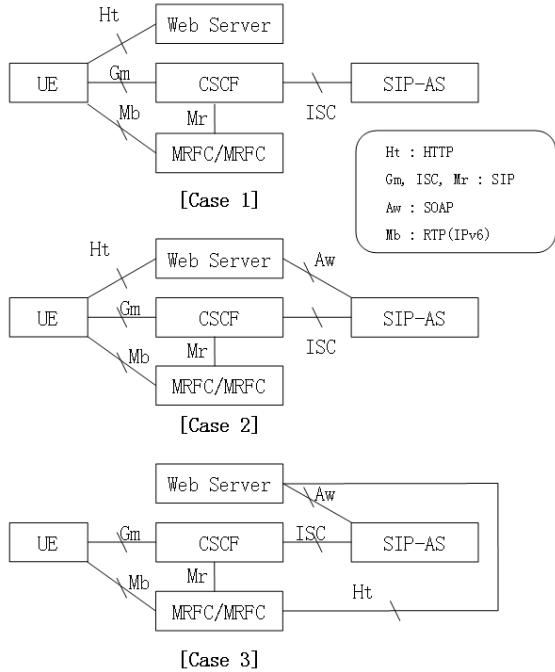 Ht
Web Server
UE
Gm
CSCF
ISC
SIP-AS
Mb
Mr
MRFC/MRFC
[Case 1]
Ht : HTTP
Gm, ISC, Mr : SIP
Aw : SOAP
Mb : RTP(IPv6)
Ht
Web Server
Aw
UE
Gm
CSCF
ISC
SIP-AS
Mb
Mr
MRFC/MRFC
[Case 2]
Web Server
Aw
UE
Gm
CSCF
ISC
SIP-AS
Mb
Mr
MRFC/MRFC
Ht
[Case 3]